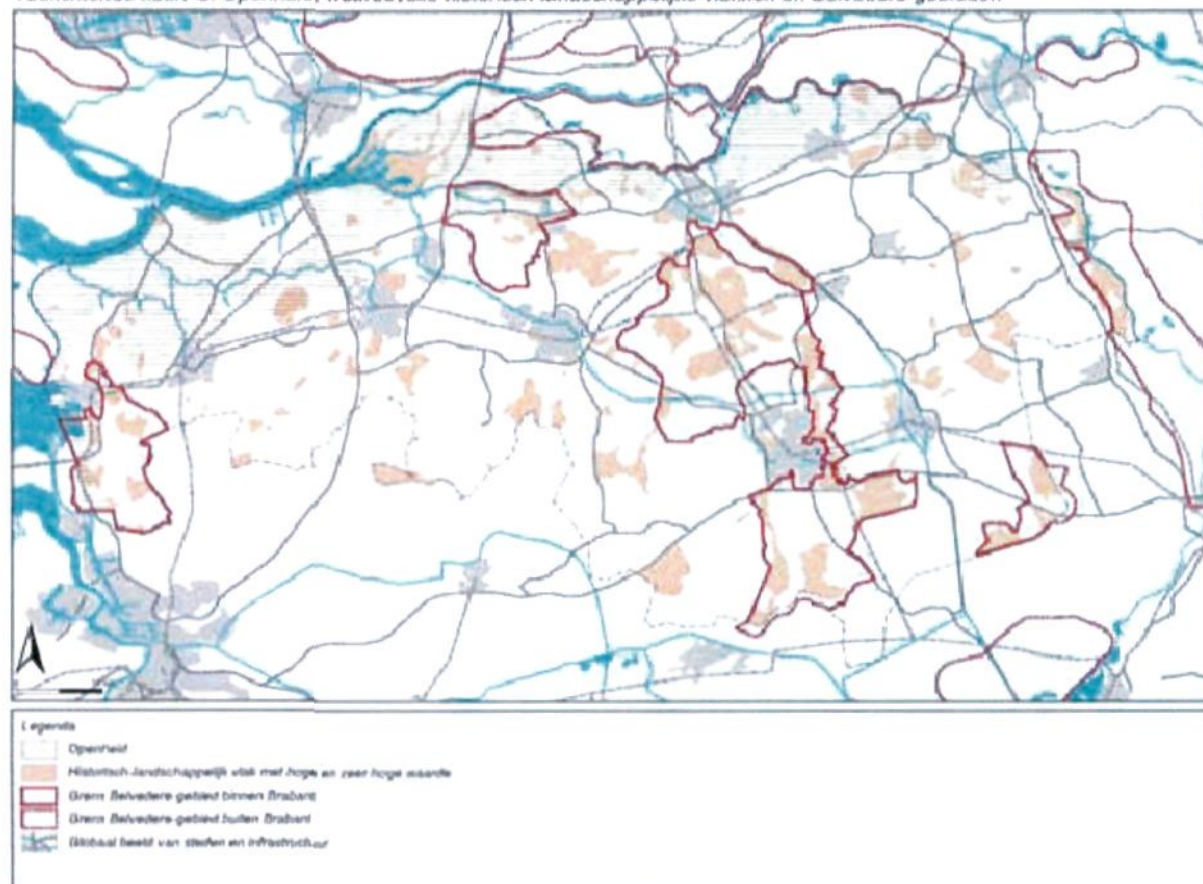 Legenda
Openfield
Historisch-landschappelijk vlak met hoge en zeer hoge waarde
Grens Belvedere-gebied binnen Brabant
Grens Belvedere-gebied buiten Brabant
Globaal beeld van steden en infrastructuur